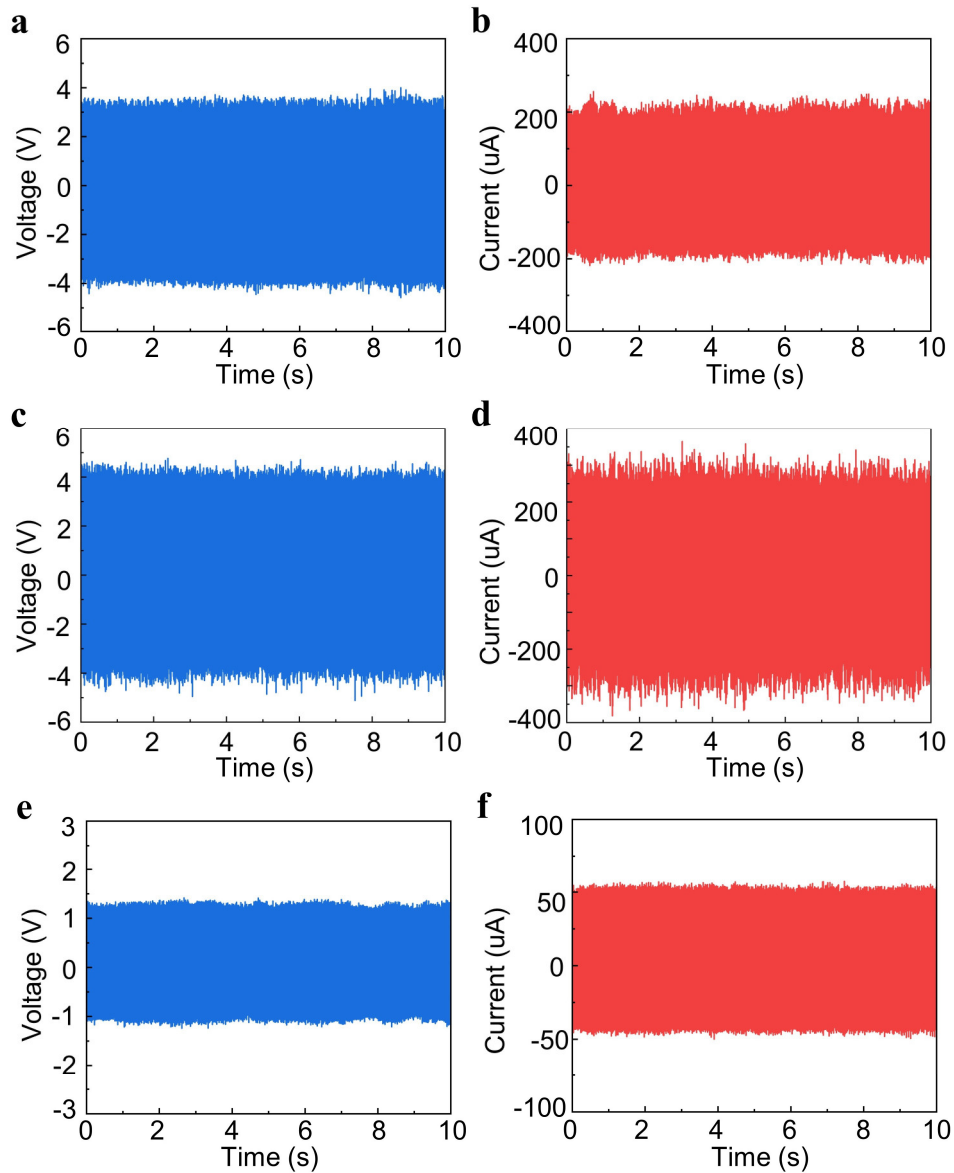 a
b
6
4
2
0
-2
-4
-6
Voltage (V)
0 2 4 6 8 10
Time (s)
400
200
0
-200
-400
Current (uA)
0 2 4 6 8 10
Time (s)
c
d
6
4
2
0
-2
-4
-6
Voltage (V)
0 2 4 6 8 10
Time (s)
400
200
0
-200
-400
Current (uA)
0 2 4 6 8 10
Time (s)
e
f
3
2
1
0
-1
-2
-3
Voltage (V)
0 2 4 6 8 10
Time (s)
100
50
0
-50
-100
Current (uA)
0 2 4 6 8 10
Time (s)